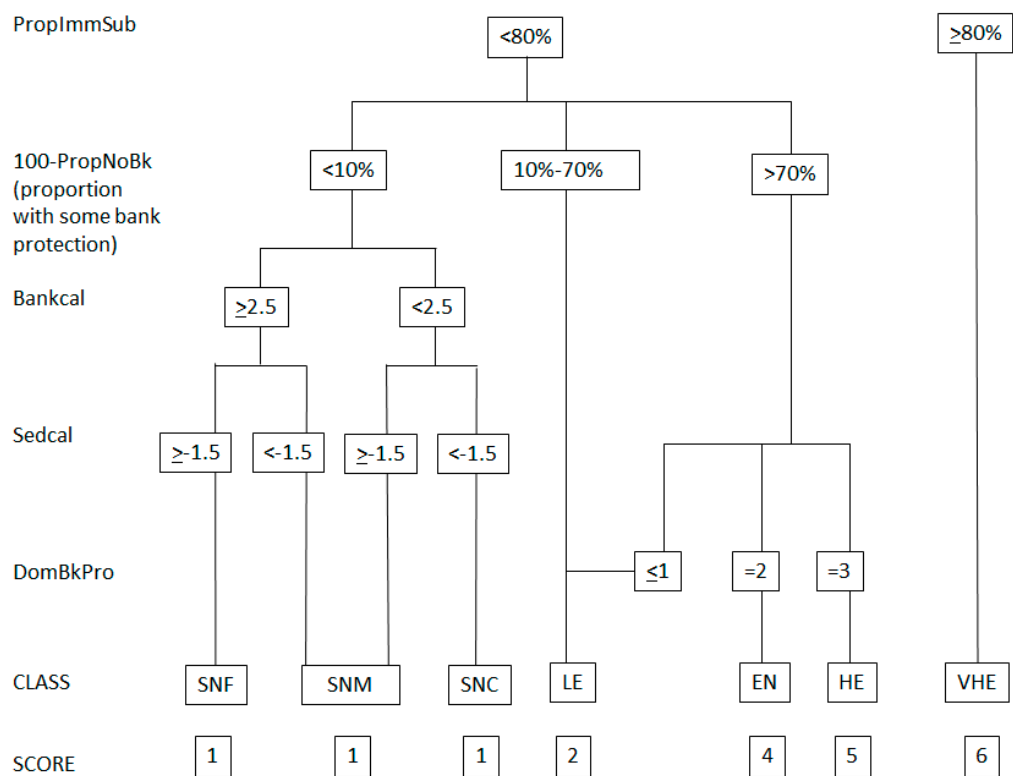 PropImmSub
<80%
≥80%
100-PropNoBk
(proportion
with some bank
protection)
<10%
10%-70%
>70%
Bankcal
≥2.5
<2.5
Sedcal
≥-1.5
<-1.5
≥-1.5
<-1.5
DomBkPro
≤1
=2
=3
CLASS
SNF
SNM
SNC
LE
EN
HE
VHE
SCORE
1
1
1
2
4
5
6